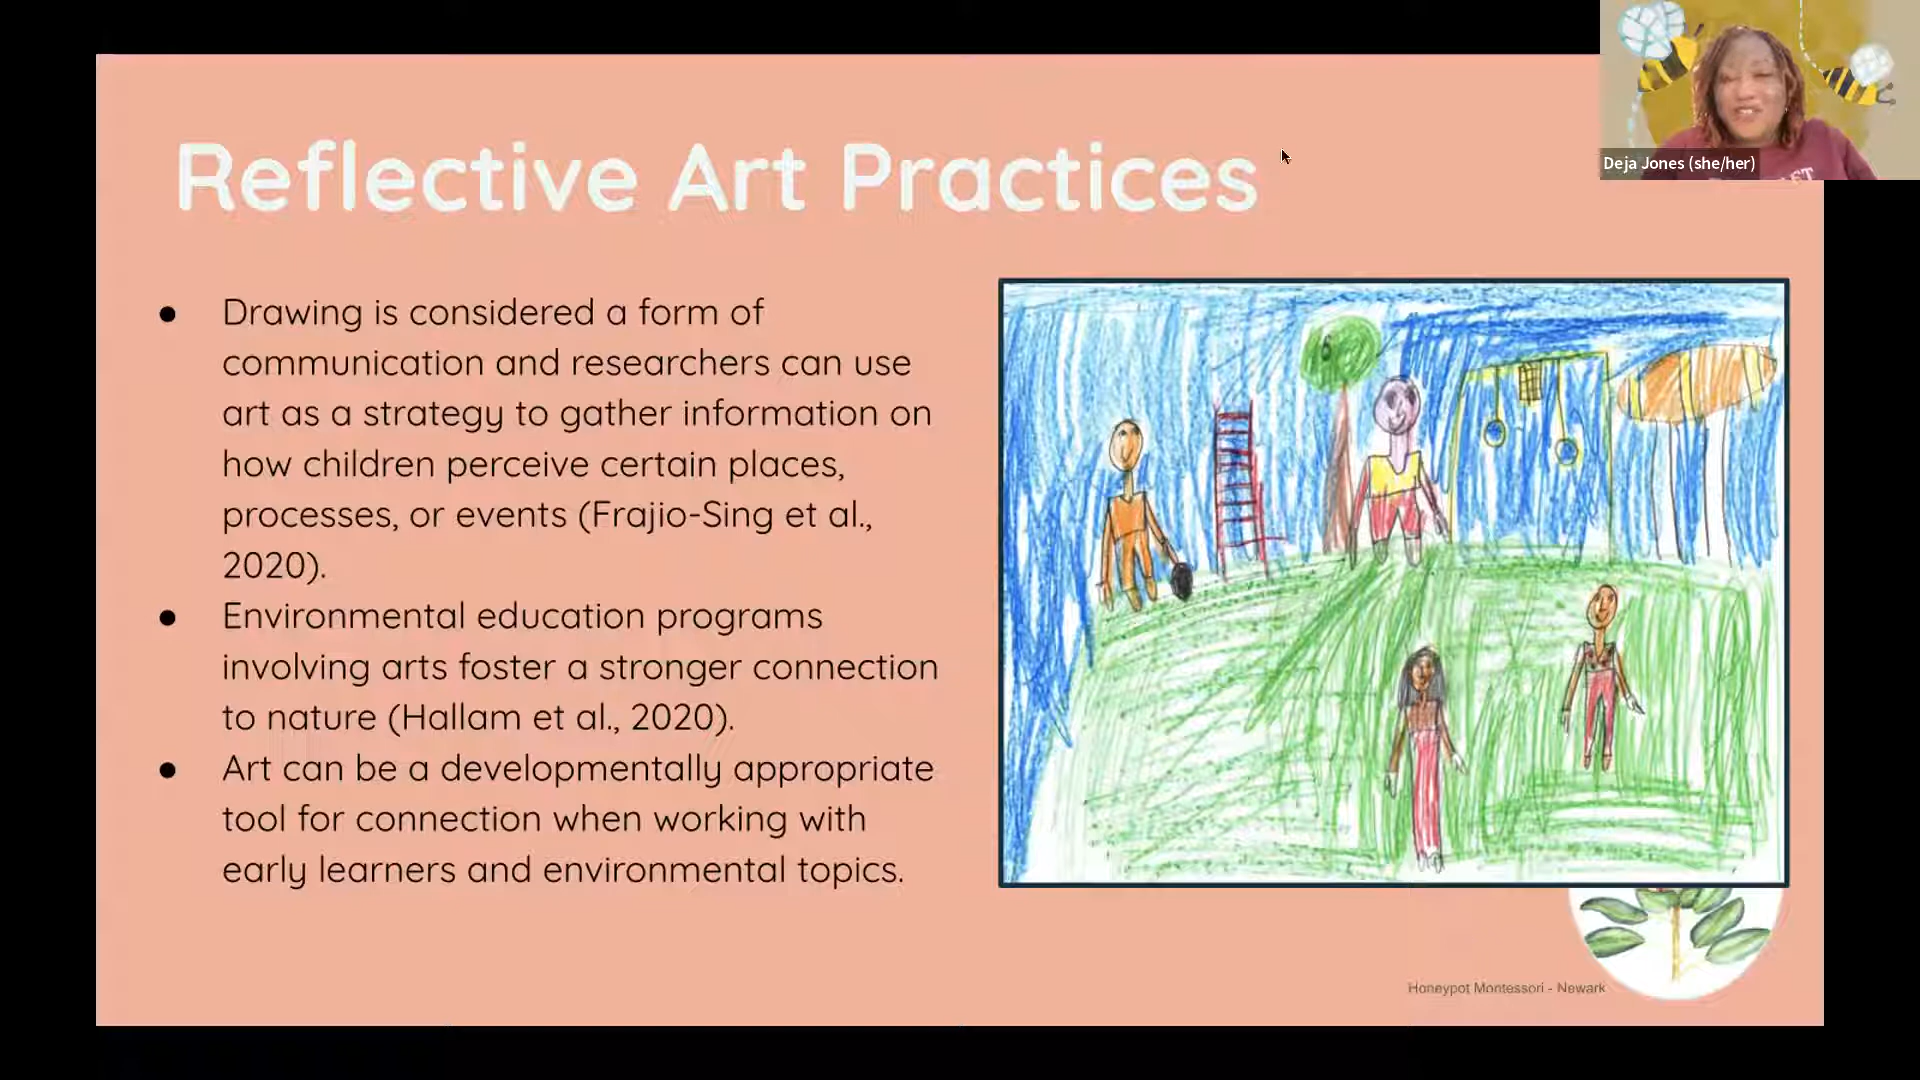 Reflective Art Practices
Deja Jones (she/her)
● Drawing is considered a form of
communication and researchers can use
art as a strategy to gather information on
how children perceive certain places,
processes, or events (Frajio-Sing et al.,
2020).
● Environmental education programs
involving arts foster a stronger connection
to nature (Hallam et al., 2020).
● Art can be a developmentally appropriate
tool for connection when working with
early learners and environmental topics.
Honeypot Montessori - Newark